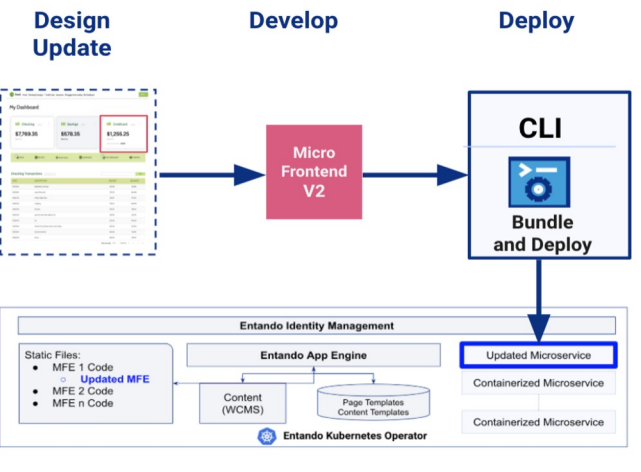 Design
Update
Develop
Deploy
My Dashboard
$7,769.35
$678.35
$1,255.25
Micro
Frontend
V2
CLI
Bundle
and Deploy
Entando Identity Management
Static Files:
● MFE 1 Code
○ Updated MFE
● MFE 2 Code
● MFE n Code
Entando App Engine
Content
(WCMS)
Page Templates
Content Templates
Updated Microservice
Containerized Microservice
Containerized Microservice
Entando Kubernetes Operator